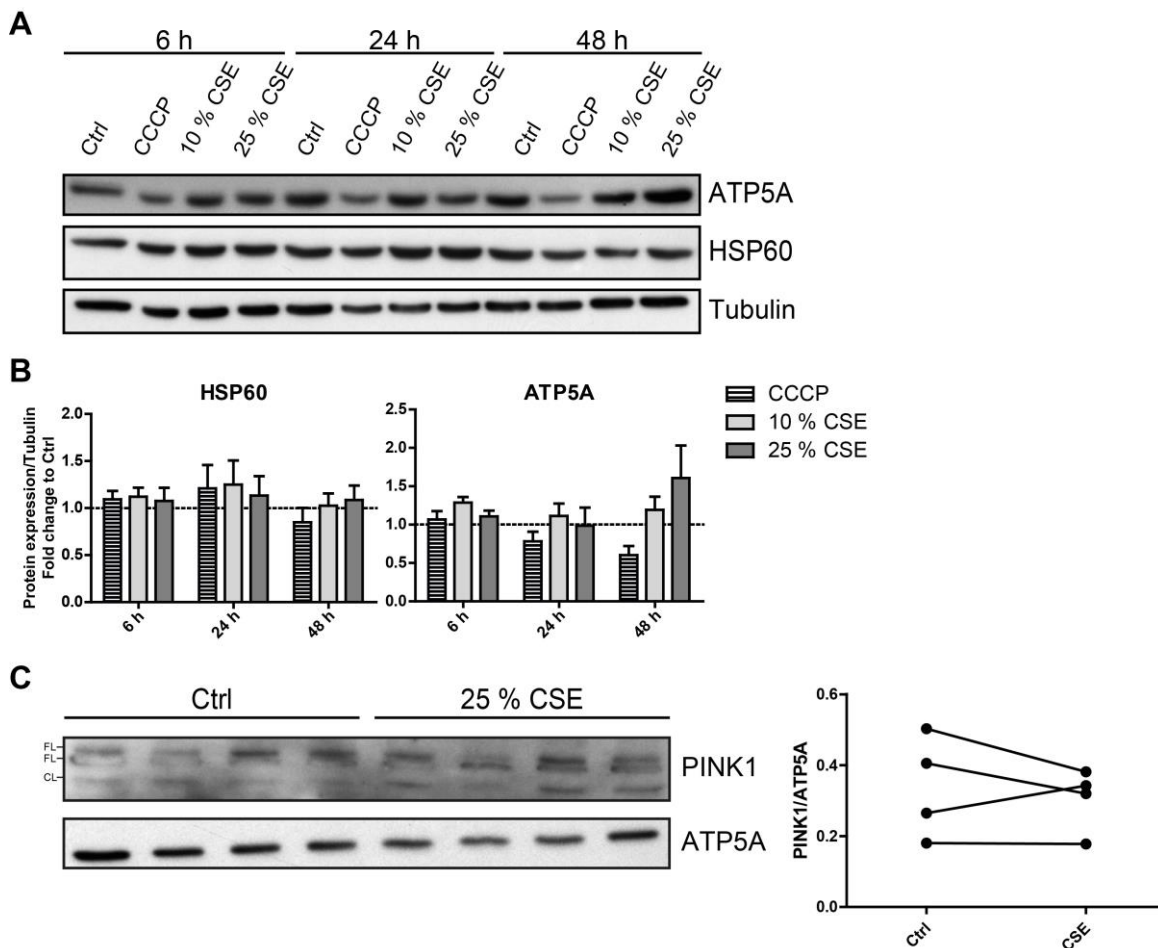 A
6 h 24 h 48 h
Ctrl CCCP 10 % CSE 25 % CSE Ctrl CCCP 10 % CSE 25 % CSE Ctrl CCCP 10 % CSE 25 % CSE
ATP5A
HSP60
Tubulin
B
HSP60 ATP5A
CCCP
10 % CSE
25 % CSE
Protein expression/Tubulin
Fold change to Ctrl
2.0
1.5
1.0
0.5
0.0
6 h 24 h 48 h
2.5
2.0
1.5
1.0
0.5
0.0
6 h 24 h 48 h
C
Ctrl 25 % CSE
FL
FL
CL
PINK1
ATP5A
PINK1/ATP5A
0.6
0.4
0.2
0.0
Ctrl CSE